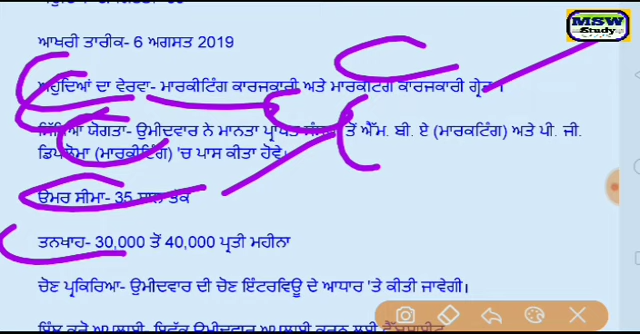 MSW
Study
ਆਖਰੀ ਤਾਰੀਕ- 6 ਅਗਸਤ 2019
ਅਹੁਦਿਆਂ ਦਾ ਵੇਰਵਾ- ਮਾਰਕੀਟਿੰਗ ਕਾਰਜਕਾਰੀ ਅਤੇ ਮਾਰਕੀਟਿੰਗ ਕਾਰਜਕਾਰੀ ਗ੍ਰੇਡ
ਸਿੱਖਿਆ ਯੋਗਤਾ- ਉਮੀਦਵਾਰ ਨੇ ਮਾਨਤਾ ਪ੍ਰਾਪਤ ਤੋਂ ਐੱਮ. ਬੀ. ਏ (ਮਾਰਕਟਿੰਗ) ਅਤੇ ਪੀ. ਜੀ.
ਡਿਪਲੋਮਾ (ਮਾਰਕੀਟਿੰਗ) 'ਚ ਪਾਸ ਕੀਤਾ ਹੋਵੇ।
ਉਮਰ ਸੀਮਾ- 35 ਸਾਲ ਤੱਕ
ਤਨਖਾਹ- 30,000 ਤੋਂ 40,000 ਪ੍ਰਤੀ ਮਹੀਨਾ
ਚੋਣ ਪ੍ਰਕਿਰਿਆ- ਉਮੀਦਵਾਰ ਦੀ ਚੋਣ ਇੰਟਰਵਿਊ ਦੇ ਆਧਾਰ 'ਤੇ ਕੀਤੀ ਜਾਵੇਗੀ।